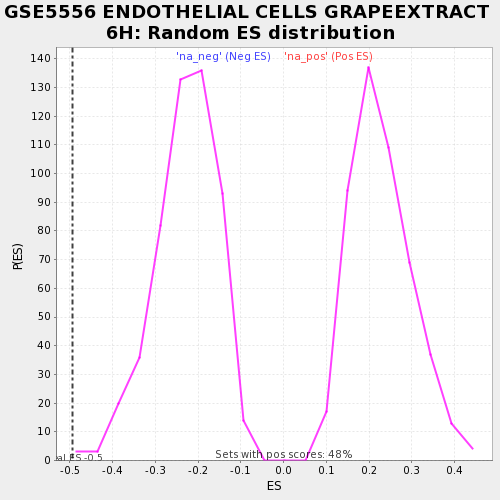 GSE5556 ENDOTHELIAL CELLS GRAPEEXTRACT
6H: Random ES distribution
'na_neg' (Neg ES) 'na_pos' (Pos ES)
140
130
120
110
100
90
80
70
60
50
40
30
20
10
0
P(ES)
ES -0.5
Sets with pos scores: 48%
-0.5 -0.4 -0.3 -0.2 -0.1 0.0 0.1 0.2 0.3 0.4
ES